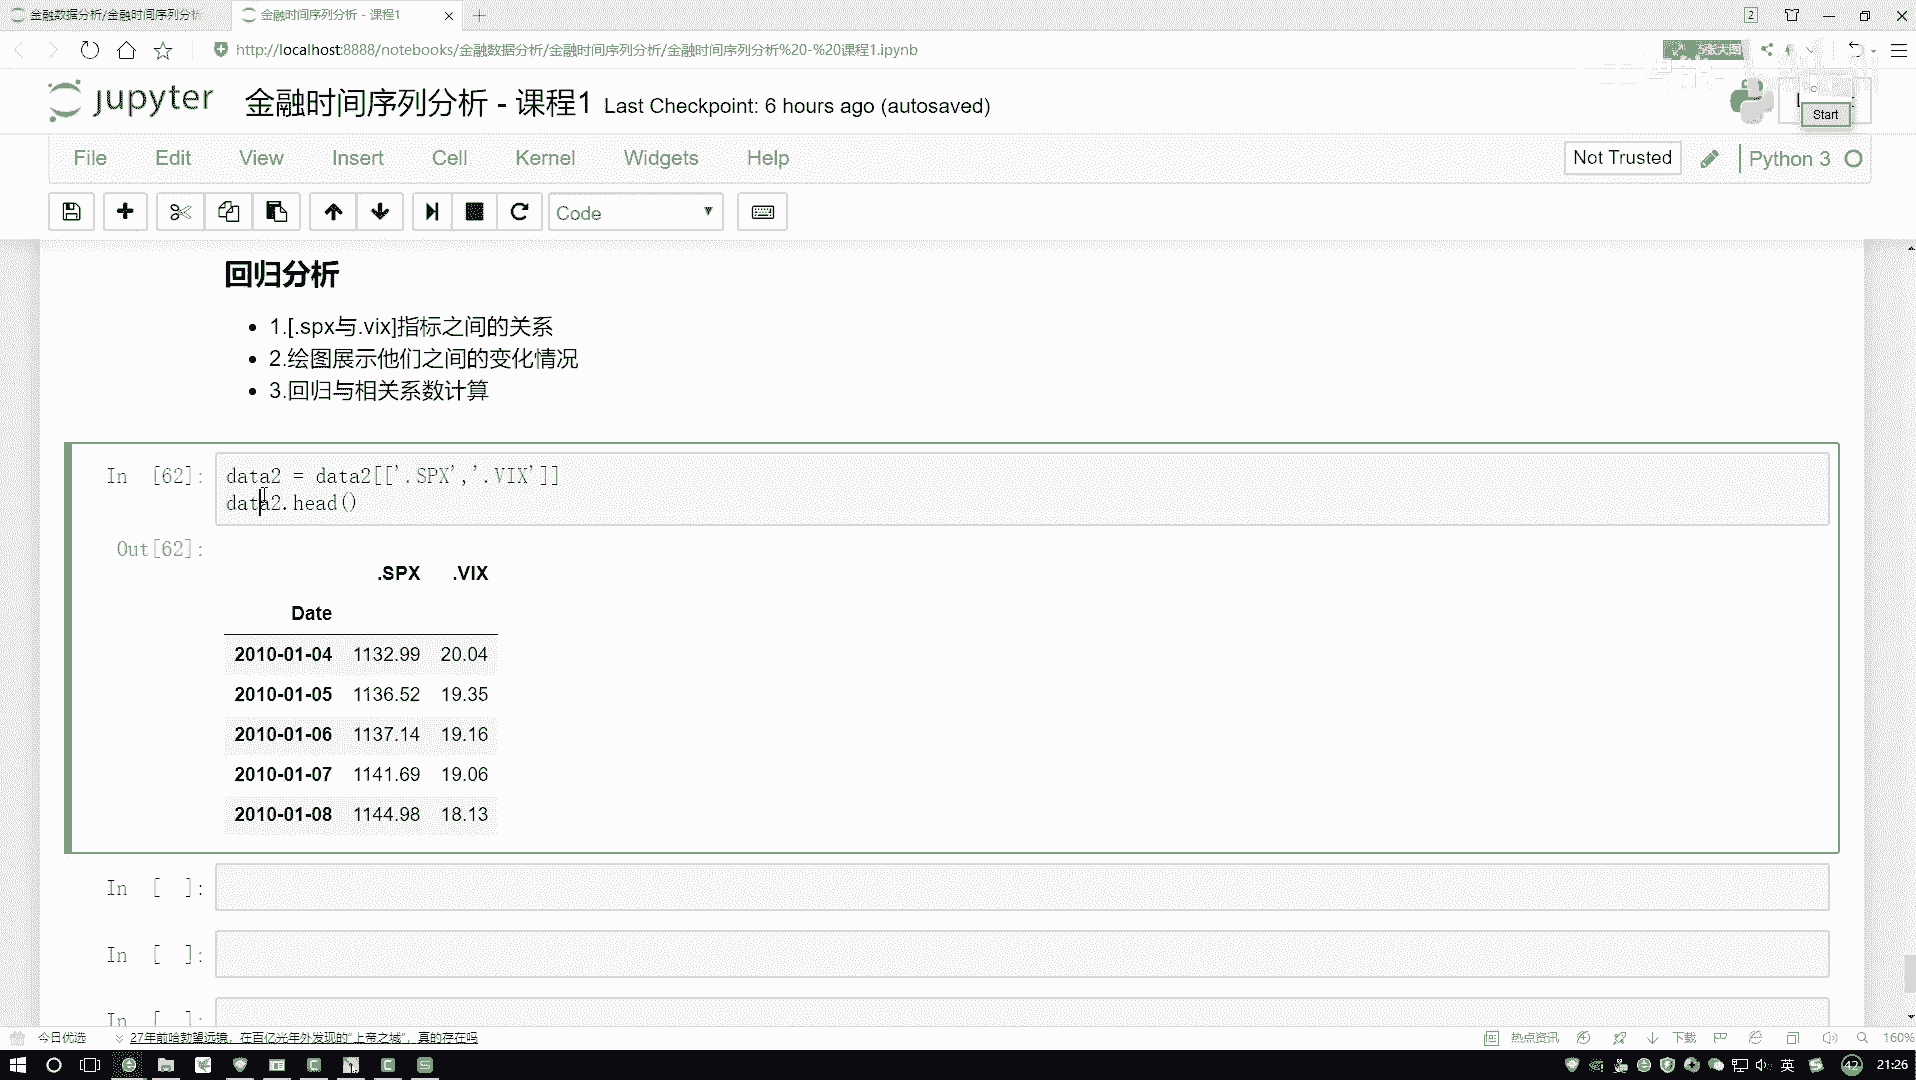 金融数据分析/金融时间序列分析
金融时间序列分析 - 课程1
2
http://localhost:8888/notebooks/金融数据分析/金融时间序列分析/金融时间序列分析%20-%20课程1.ipynb
5张大图
jupyter
金融时间序列分析 - 课程1
Last Checkpoint: 6 hours ago (autosaved)
Start
File Edit View Insert Cell Kernel Widgets Help
Not Trusted
Python 3
Code
回归分析
1.[.spx与.vix]指标之间的关系
2.绘图展示他们之间的变化情况
3.回归与相关系数计算
In [62]:
data2 = data2[['.SPX','.VIX']]
data2.head()
Out[62]:
.SPX .VIX
Date
2010-01-04 1132.99 20.04
2010-01-05 1136.52 19.35
2010-01-06 1137.14 19.16
2010-01-07 1141.69 19.06
2010-01-08 1144.98 18.13
In [ ]:
In [ ]:
In [ ]:
今日优选
27年前哈勃望远镜，在百亿光年外发现的“上帝之城”，真的存在吗
热点资讯
下载
160%
英
42
21:26